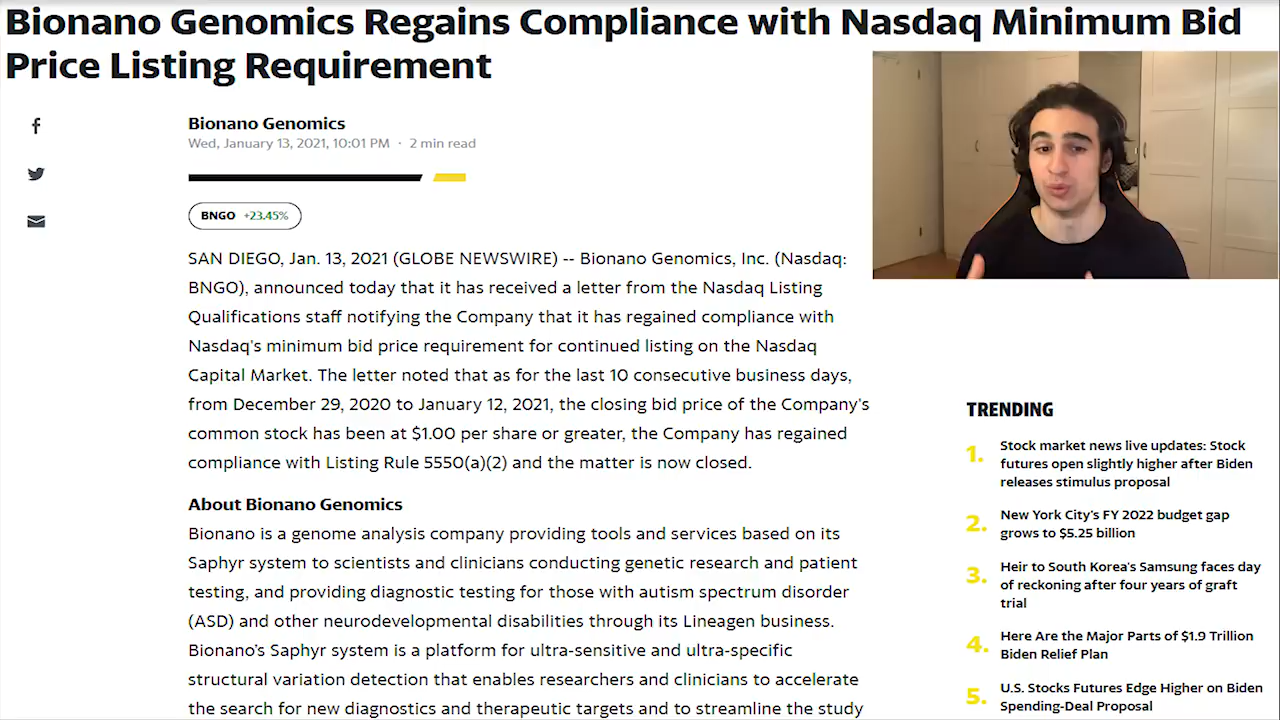 Bionano Genomics Regains Compliance with Nasdaq Minimum Bid
Price Listing Requirement
Bionano Genomics
Wed, January 13, 2021, 10:01 PM · 2 min read
BNGO +23.45%
SAN DIEGO, Jan. 13, 2021 (GLOBE NEWSWIRE) -- Bionano Genomics, Inc. (Nasdaq:
BNGO), announced today that it has received a letter from the Nasdaq Listing
Qualifications staff notifying the Company that it has regained compliance with
Nasdaq's minimum bid price requirement for continued listing on the Nasdaq
Capital Market. The letter noted that as for the last 10 consecutive business days,
from December 29, 2020 to January 12, 2021, the closing bid price of the Company's
common stock has been at $1.00 per share or greater, the Company has regained
compliance with Listing Rule 5550(a)(2) and the matter is now closed.
About Bionano Genomics
Bionano is a genome analysis company providing tools and services based on its
Saphyr system to scientists and clinicians conducting genetic research and patient
testing, and providing diagnostic testing for those with autism spectrum disorder
(ASD) and other neurodevelopmental disabilities through its Lineagen business.
Bionano's Saphyr system is a platform for ultra-sensitive and ultra-specific
structural variation detection that enables researchers and clinicians to accelerate
the search for new diagnostics and therapeutic targets and to streamline the study
TRENDING
1. Stock market news live updates: Stock
futures open slightly higher after Biden
releases stimulus proposal
2. New York City's FY 2022 budget gap
grows to $5.25 billion
3. Heir to South Korea's Samsung faces day
of reckoning after four years of graft
trial
4. Here Are the Major Parts of $1.9 Trillion
Biden Relief Plan
5. U.S. Stocks Futures Edge Higher on Biden
Spending-Deal Proposal